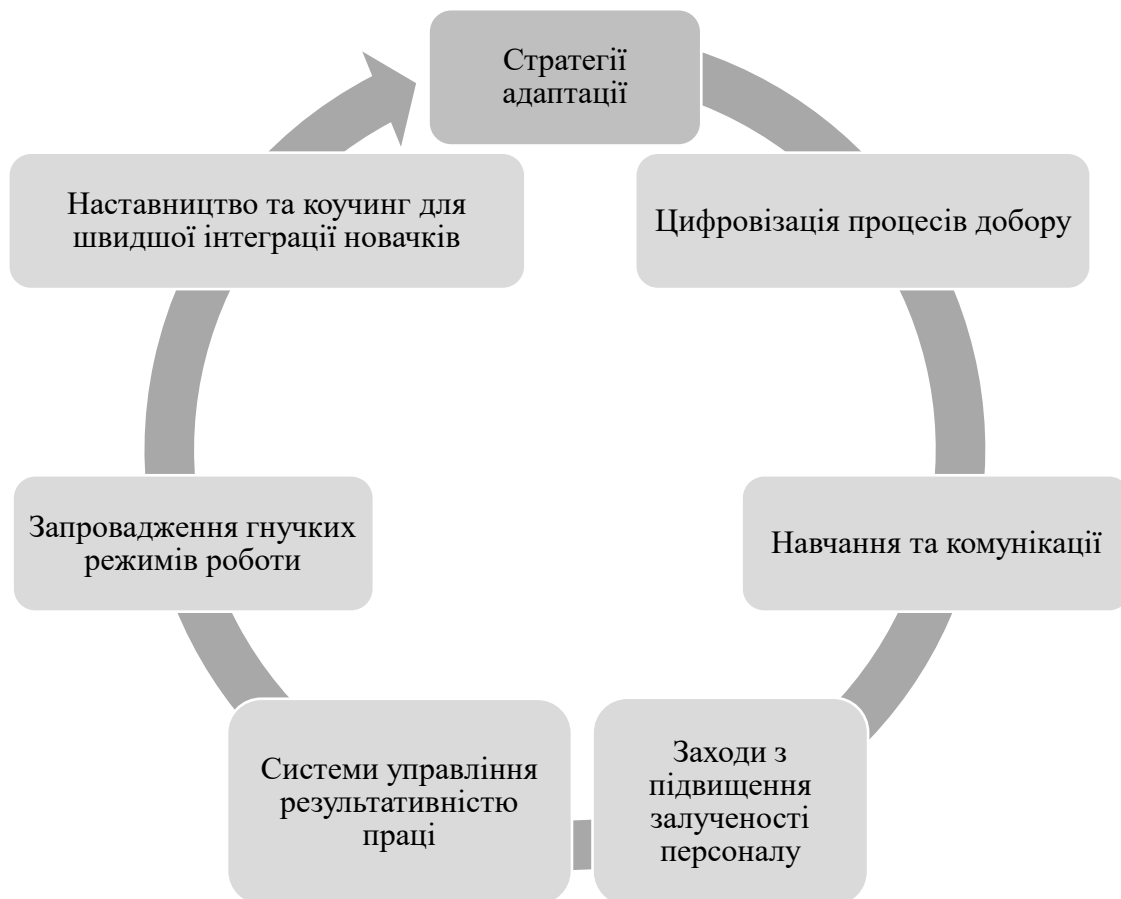 Стратегії
адаптації
Цифровізація процесів добору
Навчання та комунікації
Заходи з
підвищення
залученості
персоналу
Системи управління
результативністю
праці
Запровадження гнучких
режимів роботи
Наставництво та коучинг для
швидшої інтеграції новачків